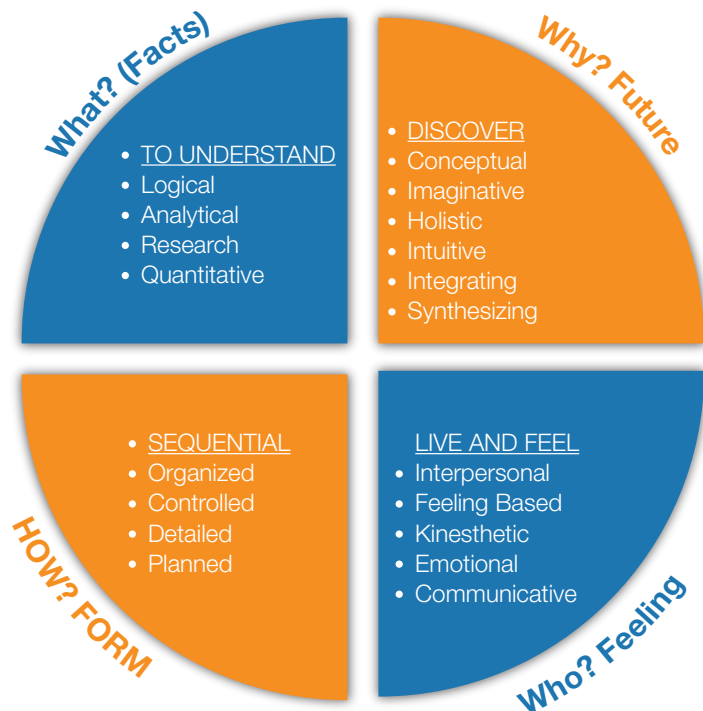 What? (Facts)
• TO UNDERSTAND
• Logical
• Analytical
• Research
• Quantitative
Why? Future
• DISCOVER
• Conceptual
• Imaginative
• Holistic
• Intuitive
• Integrating
• Synthesizing
HOW? FORM
• SEQUENTIAL
• Organized
• Controlled
• Detailed
• Planned
LIVE AND FEEL
• Interpersonal
• Feeling Based
• Kinesthetic
• Emotional
• Communicative
Who? Feeling